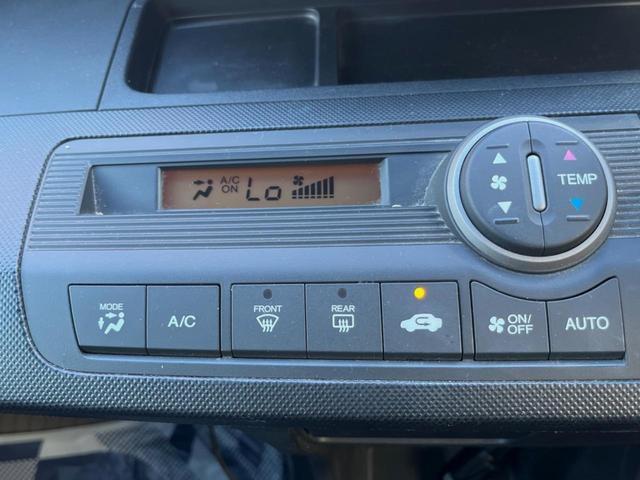 A/C
ON
Lo
TEMP
MODE
A/C
FRONT
REAR
ON/
OFF
AUTO